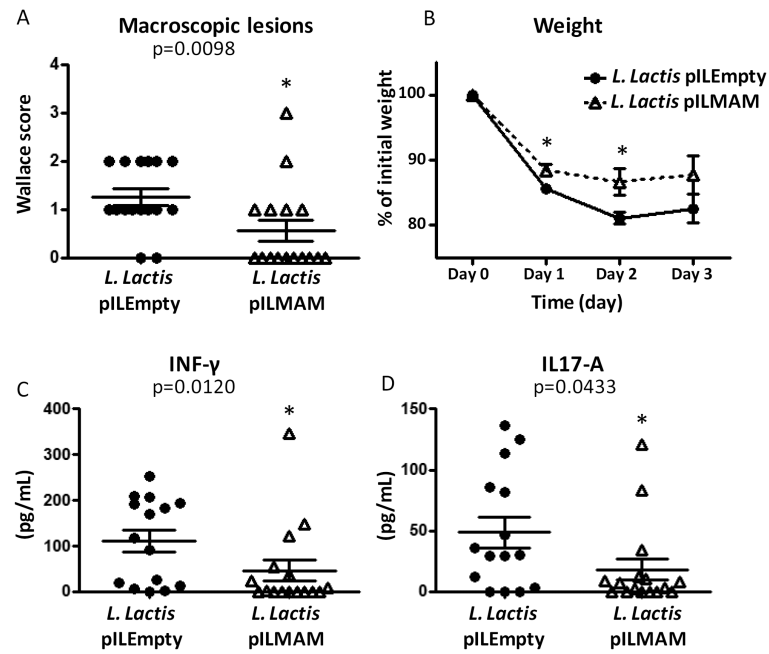 A
Macroscopic lesions
p=0.0098
*
Wallace score
4
3
2
1
0
L. Lactis
pILEmpty
L. Lactis
pILMAM
B
Weight
L. Lactis pILEmpty
L. Lactis pILMAM
% of initial weight
100
90
80
*
*
Day 0
Day 1
Day 2
Day 3
Time (day)
C
INF-γ
p=0.0120
*
(pg/mL)
400
300
200
100
0
L. Lactis
pILEmpty
L. Lactis
pILMAM
D
IL17-A
p=0.0433
*
(pg/mL)
150
100
50
0
L. Lactis
pILEmpty
L. Lactis
pILMAM